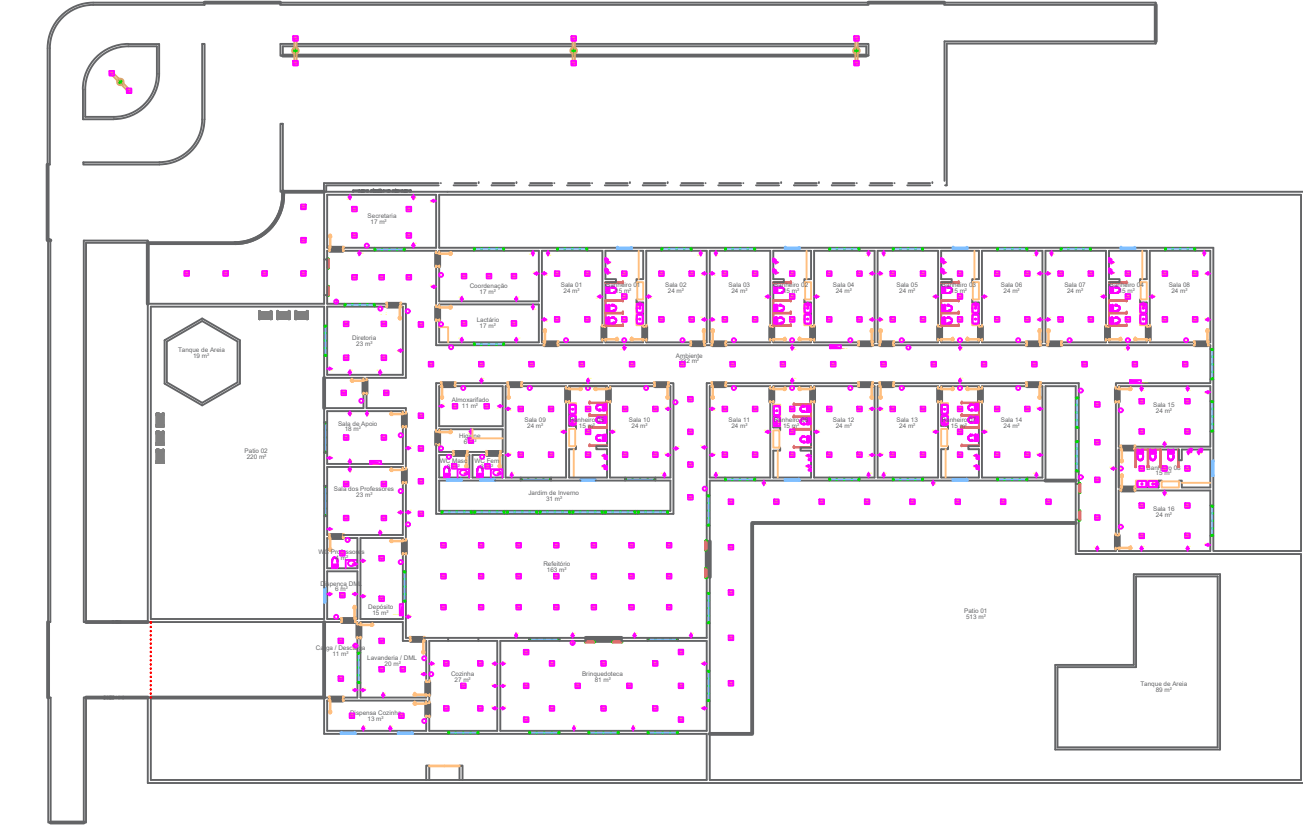 Secretaria
17 m²
Coordenação
17 m²
Sala 01
24 m²
Sala 02
24 m²
Sala 03
24 m²
Sala 04
24 m²
Sala 05
24 m²
Sala 06
24 m²
Sala 07
24 m²
Sala 08
24 m²
Lactário
17 m²
Diretoria
23 m²
Tanque de Areia
19 m²
Ambiente
Almoxarifado
11 m²
Sala 09
24 m²
Sala 10
24 m²
Sala 11
24 m²
Sala 12
24 m²
Sala 13
24 m²
Sala 14
24 m²
Sala 15
24 m²
Sala de Apoio
18 m²
Patio 02
220 m²
Sala dos Professores
23 m²
Jardim de Inverno
31 m²
15 m²
Sala 16
24 m²
Refeitório
163 m²
Depósito
15 m²
Patio 01
513 m²
11 m²
Lavanderia / DML
20 m²
Cozinha
27 m²
Brinquedoteca
81 m²
Tanque de Areia
89 m²
Dispensa Cozinha
13 m²